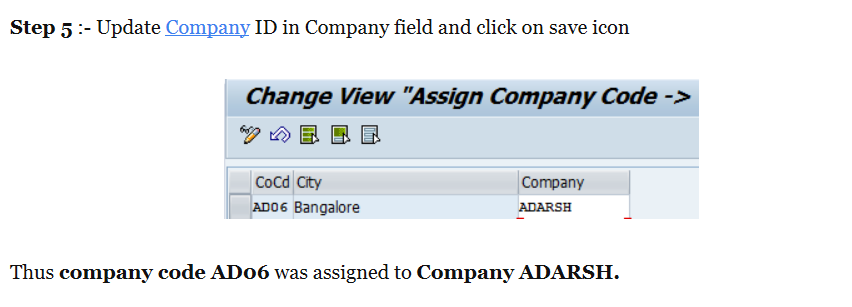 Step 5 :- Update Company ID in Company field and click on save icon
Change View "Assign Company Code ->
CoCd City Company
AD06 Bangalore ADARSH
Thus company code AD06 was assigned to Company ADARSH.